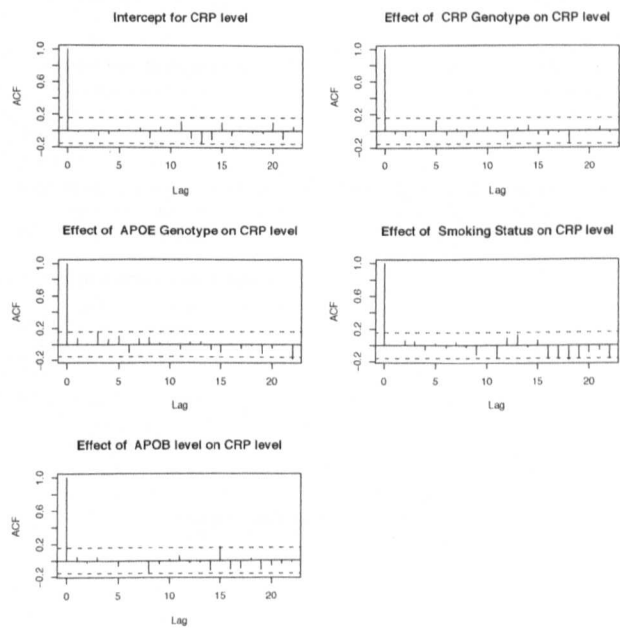 Intercept for CRP level
ACF
-0.2 0.2 0.6 1.0
0 5 10 15 20
Lag
Effect of CRP Genotype on CRP level
ACF
-0.2 0.2 0.6 1.0
0 5 10 15 20
Lag
Effect of APOE Genotype on CRP level
ACF
-0.2 0.2 0.6 1.0
0 5 10 15 20
Lag
Effect of Smoking Status on CRP level
ACF
-0.2 0.2 0.6 1.0
0 5 10 15 20
Lag
Effect of APOB level on CRP level
ACF
-0.2 0.2 0.6 1.0
0 5 10 15 20
Lag